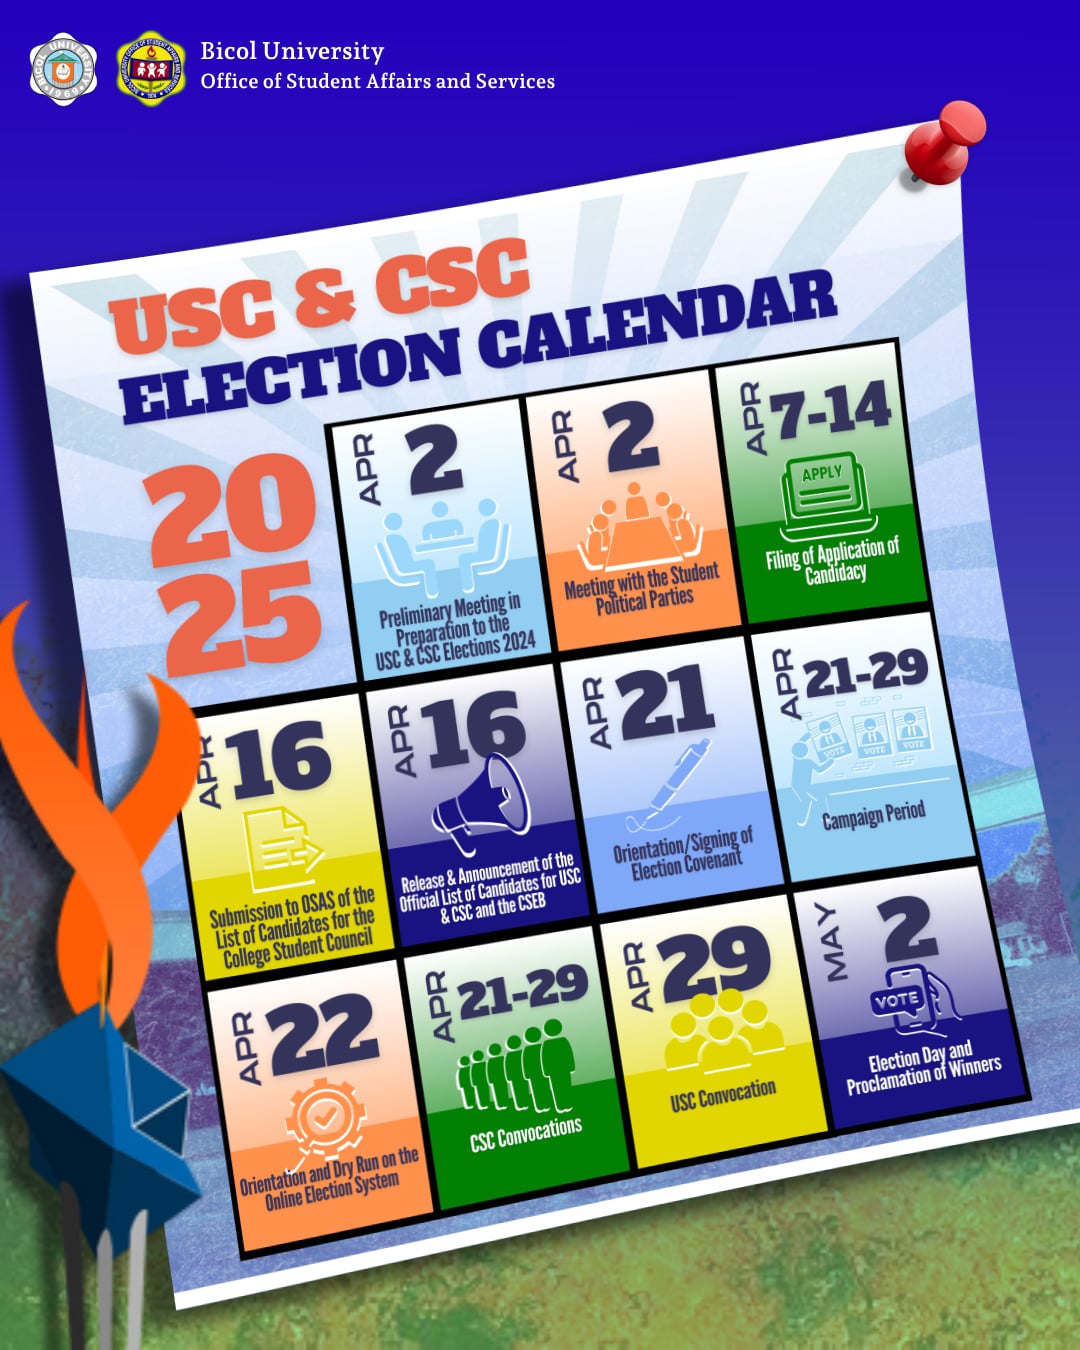 Bicol University
Office of Student Affairs and Services
BICOL UNIVERSITY
1969
USC & CSC
ELECTION CALENDAR
20
25
APR 2
Preliminary Meeting in
Preparation to the
USC & CSC Elections 2024
APR 2
Meeting with the Student
Political Parties
APR 7-14
APPLY
Filing of Application of
Candidacy
APR 16
Submission to OSAS of the
List of Candidates for the
College Student Council
APR 16
Release & Announcement of the
Official List of Candidates for USC
& CSC and the CSEB
APR 21
Orientation/Signing of
Election Covenant
APR 21-29
VOTE
VOTE
VOTE
Campaign Period
APR 22
Orientation and Dry Run on the
Online Election System
APR 21-29
CSC Convocations
APR 29
USC Convocation
MAY 2
VOTE
Election Day and
Proclamation of Winners